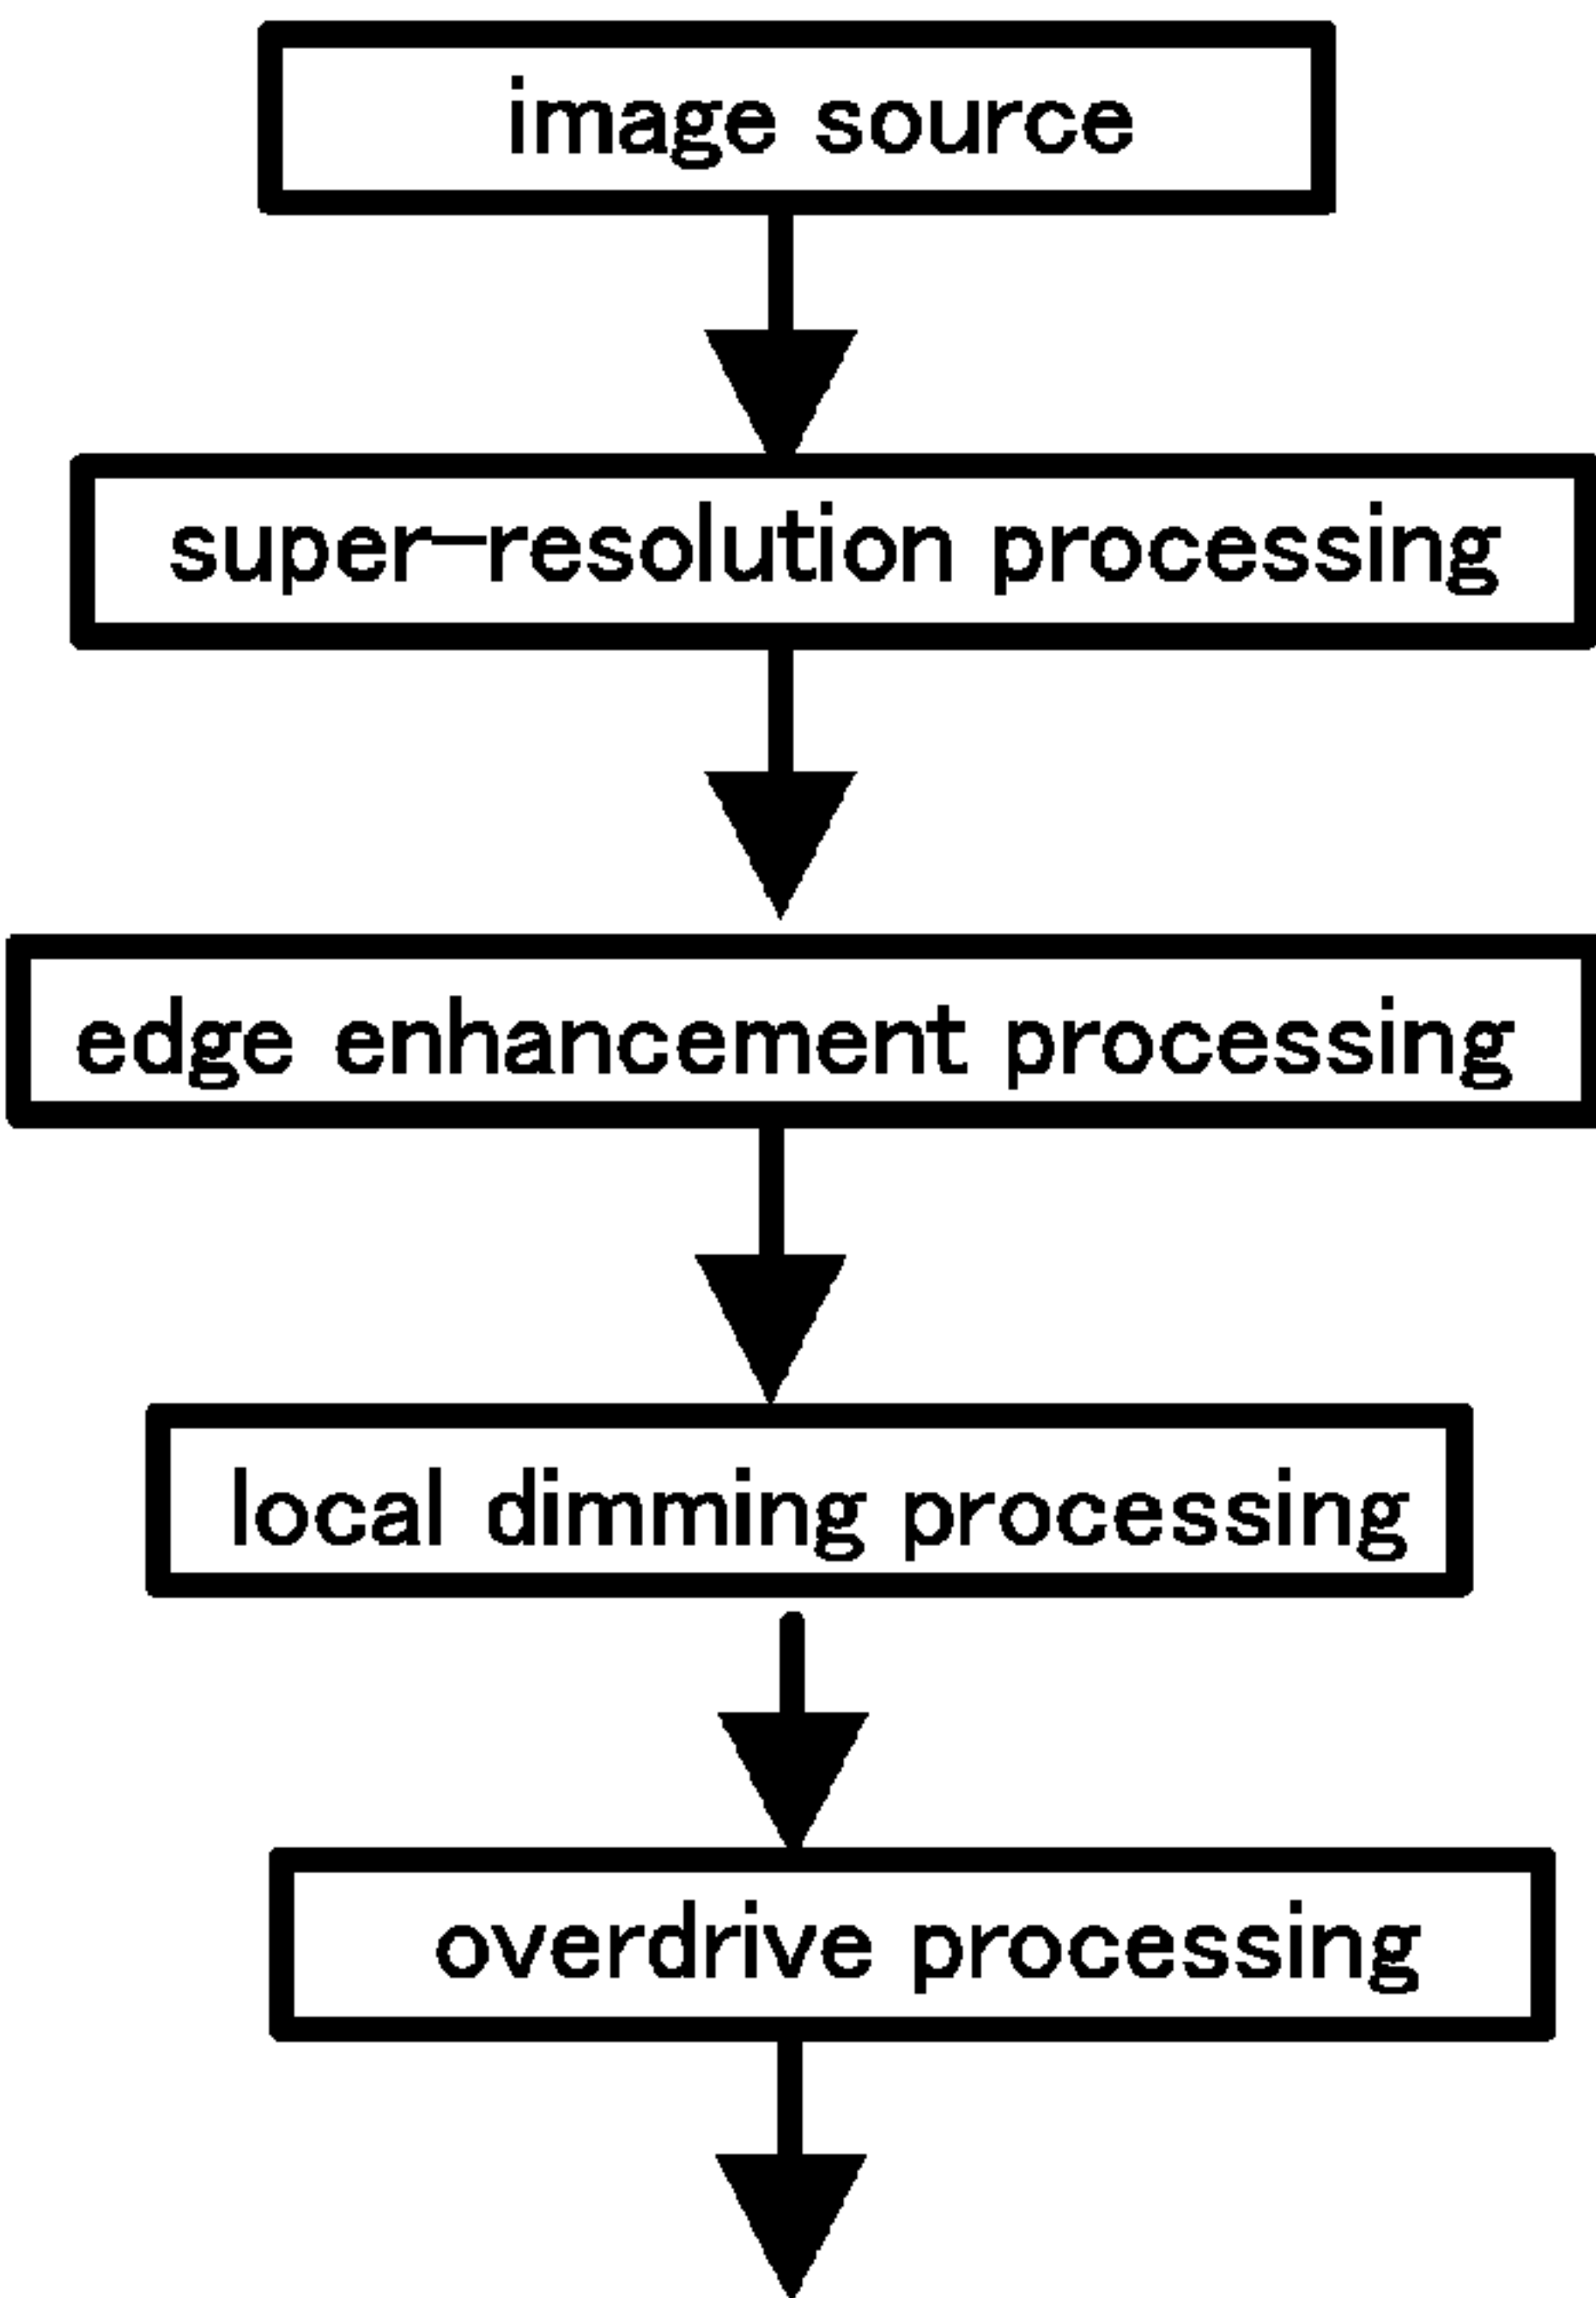 image source
super-resolution processing
edge enhancement processing
local dimming processing
overdrive processing